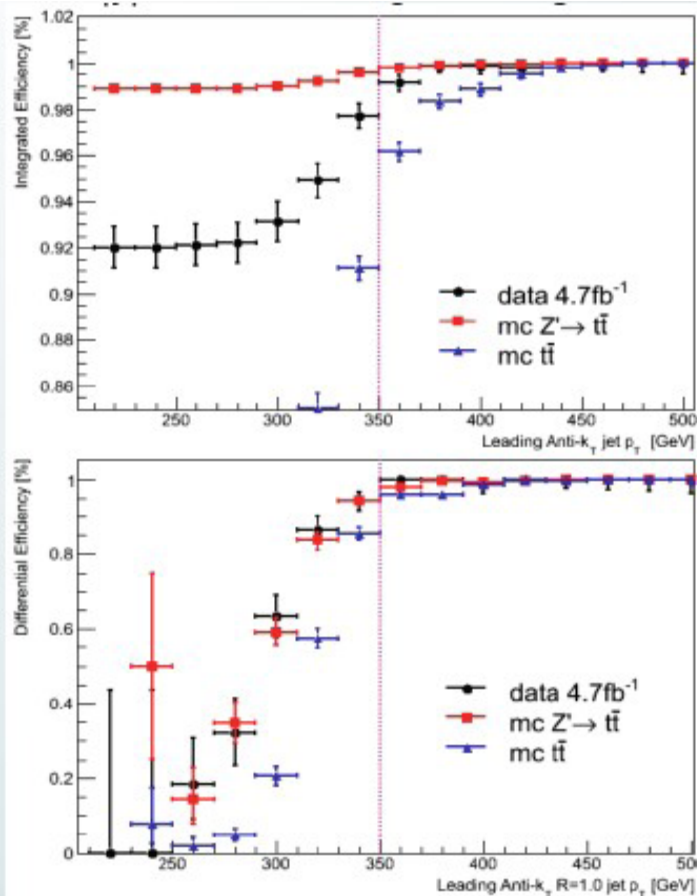 1.02
1
0.98
0.96
0.94
0.92
0.9
0.88
0.86
Integrated Efficiency [%]
data 4.7fb⁻¹
mc Z'→ tt̄
mc tt̄
250 300 350 400 450 500
Leading Anti-k_T jet p_T [GeV]
1
0.8
0.6
0.4
0.2
0
Differential Efficiency [%]
data 4.7fb⁻¹
mc Z'→ tt̄
mc tt̄
250 300 350 400 450 500
Leading Anti-k_T R=1.0 jet p_T [GeV]